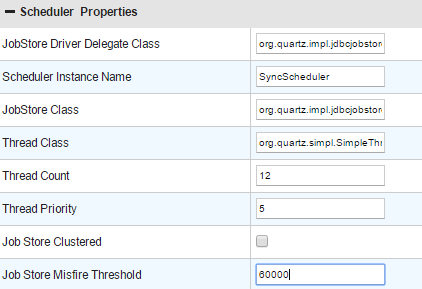 Scheduler Properties
JobStore Driver Delegate Class org.quartz.impl.jdbcjobstor
Scheduler Instance Name SyncScheduler
JobStore Class org.quartz.impl.jdbcjobstor
Thread Class org.quartz.simpl.SimpleThr
Thread Count 12
Thread Priority 5
Job Store Clustered
Job Store Misfire Threshold 60000